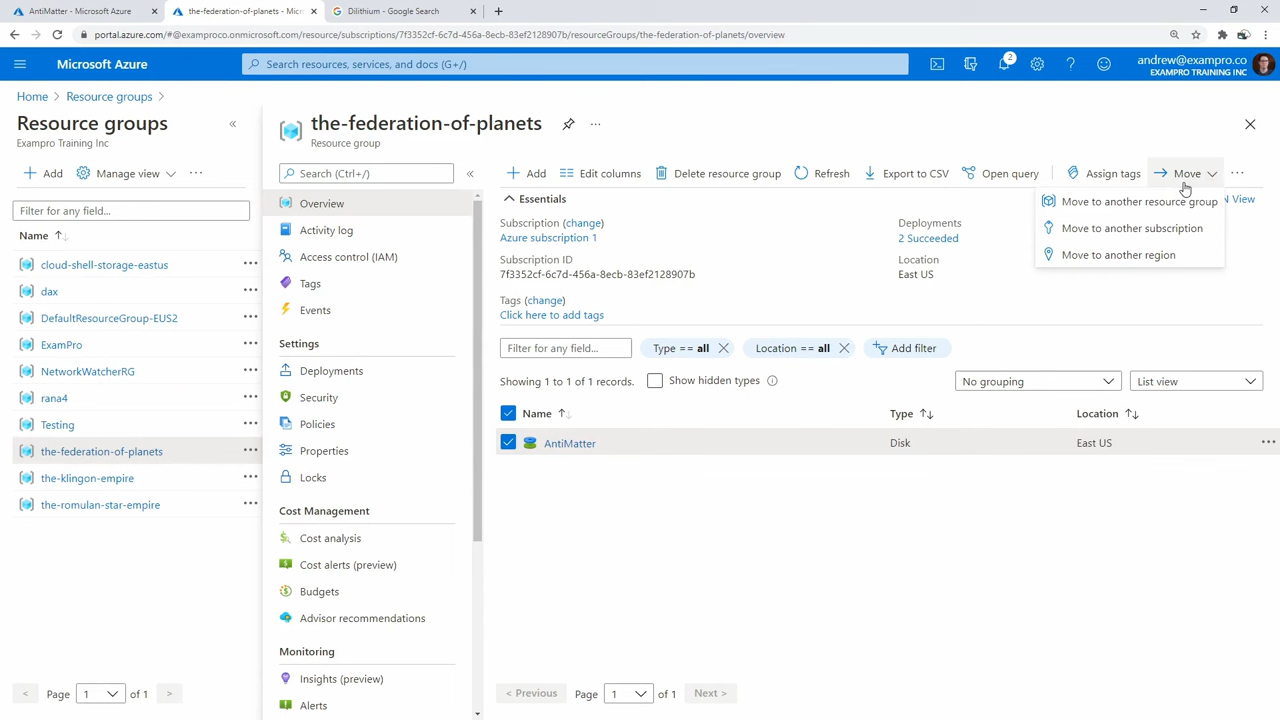 AntiMatter - Microsoft Azure
the-federation-of-planets - Micr
Dilithium - Google Search
portal.azure.com/#@exampro​co.onmicrosoft.com/resource/subscriptions/7f3352cf-6c7d-456a-8ecb-83ef2128907b/resourceGroups/the-federation-of-planets/overview
Microsoft Azure
Search resources, services, and docs (G+/)
2
andrew@exampro.co
EXAMPRO TRAINING INC
Home > Resource groups >
Resource groups
Exampro Training Inc
Add
Manage view
Filter for any field...
Name
cloud-shell-storage-eastus
dax
DefaultResourceGroup-EUS2
ExamPro
NetworkWatcherRG
rana4
Testing
the-federation-of-planets
the-klingon-empire
the-romulan-star-empire
< Page 1 of 1 >
the-federation-of-planets
Resource group
Search (Ctrl+/)
Overview
Activity log
Access control (IAM)
Tags
Events
Settings
Deployments
Security
Policies
Properties
Locks
Cost Management
Cost analysis
Cost alerts (preview)
Budgets
Advisor recommendations
Monitoring
Insights (preview)
Alerts
Add
Edit columns
Delete resource group
Refresh
Export to CSV
Open query
Assign tags
Move
Move to another resource group
Move to another subscription
Move to another region
Essentials
N View
Subscription (change)
Azure subscription 1
Subscription ID
7f3352cf-6c7d-456a-8ecb-83ef2128907b
Tags (change)
Click here to add tags
Deployments
2 Succeeded
Location
East US
Filter for any field...
Type == all
Location == all
Add filter
Showing 1 to 1 of 1 records.
Show hidden types
No grouping
List view
Name
Type
Location
AntiMatter
Disk
East US
< Previous
Page 1 of 1
Next >